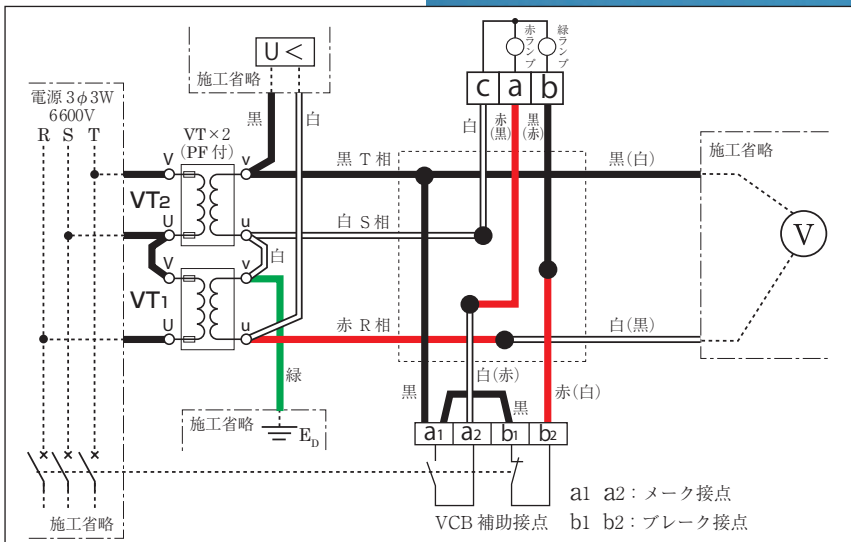 U<
施工省略
電源 3φ3W
6600V
R S T
VT×2
(PF付)
黒
白
赤ランプ
緑ランプ
c a b
白
赤(黒)
黒(赤)
V
v
黒 T 相
黒(白)
施工省略
VT2
U
u
白 S 相
V
V
v
白
VT1
U
u
赤 R 相
白(黒)
緑
白(赤)
黒
黒
赤(白)
施工省略
ED
a1 a2 b1 b2
施工省略
VCB 補助接点
a1 a2：メーク接点
b1 b2：ブレーク接点